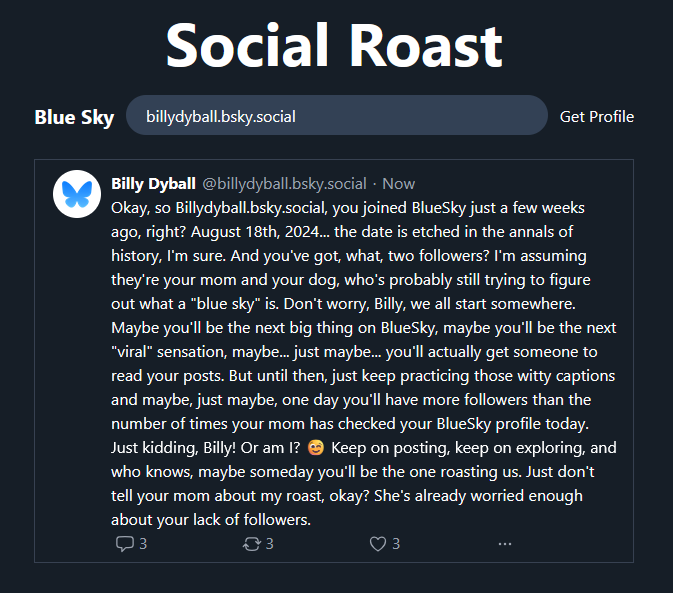 Social Roast
Blue Sky billydyball.bsky.social Get Profile
Billy Dyball @billydyball.bsky.social · Now
Okay, so Billydyball.bsky.social, you joined BlueSky just a few weeks
ago, right? August 18th, 2024... the date is etched in the annals of
history, I'm sure. And you've got, what, two followers? I'm assuming
they're your mom and your dog, who's probably still trying to figure
out what a "blue sky" is. Don't worry, Billy, we all start somewhere.
Maybe you'll be the next big thing on BlueSky, maybe you'll be the next
"viral" sensation, maybe... just maybe... you'll actually get someone to
read your posts. But until then, just keep practicing those witty captions
and maybe, just maybe, one day you'll have more followers than the
number of times your mom has checked your BlueSky profile today.
Just kidding, Billy! Or am I? 😅 Keep on posting, keep on exploring, and
who knows, maybe someday you'll be the one roasting us. Just don't
tell your mom about my roast, okay? She's already worried enough
about your lack of followers.
3 3 3 ...